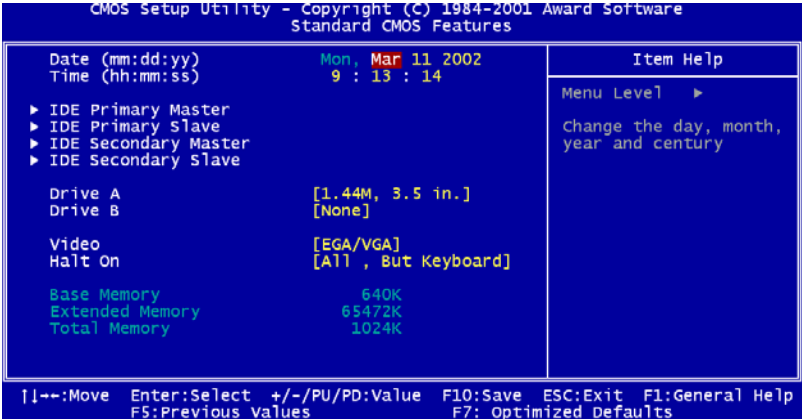 CMOS Setup Utility - Copyright (C) 1984-2001 Award Software
Standard CMOS Features
Date (mm:dd:yy) Mon, Mar 11 2002
Time (hh:mm:ss) 9 : 13 : 14
▶ IDE Primary Master
▶ IDE Primary Slave
▶ IDE Secondary Master
▶ IDE Secondary Slave
Drive A [1.44M, 3.5 in.]
Drive B [None]
Video [EGA/VGA]
Halt On [All , But Keyboard]
Base Memory 640K
Extended Memory 65472K
Total Memory 1024K
Item Help
Menu Level ▶
Change the day, month,
year and century
↑↓→←:Move Enter:Select +/-/PU/PD:Value F10:Save ESC:Exit F1:General Help
F5:Previous Values F7: Optimized Defaults